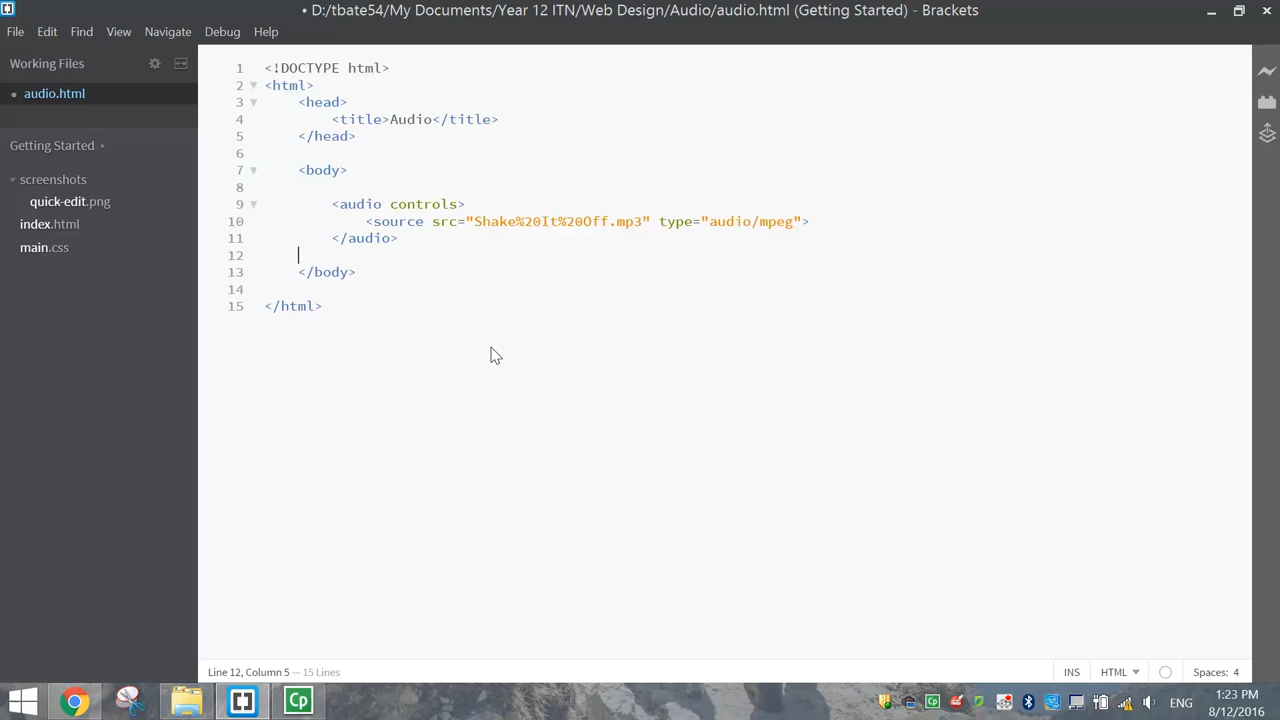 D:/tbate54/My Documents/Year 12 ITN/Web Design/Audio/audio.html (Getting Started) - Brackets
File Edit Find View Navigate Debug Help
Working Files
audio.html
Getting Started
screenshots
quick-edit.png
index.html
main.css
1 <!DOCTYPE html>
2 <html>
3 <head>
4 <title>Audio</title>
5 </head>
6
7 <body>
8
9 <audio controls>
10 <source src="Shake%20It%20Off.mp3" type="audio/mpeg">
11 </audio>
12
13 </body>
14
15 </html>
Line 12, Column 5 — 15 Lines
INS HTML Spaces: 4
Cp
ENG
1:23 PM
8/12/2016